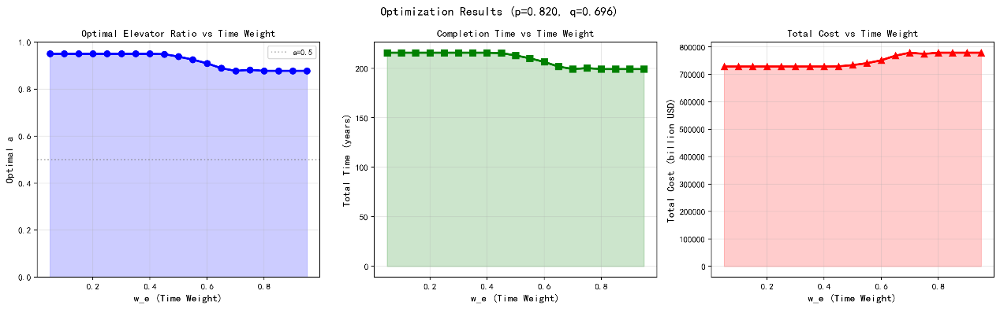 Optimization Results (p=0.820, q=0.696)
Optimal Elevator Ratio vs Time Weight
1.0
0.8
0.6
0.4
0.2
0.0
Optimal a
a=0.5
0.2
0.4
0.6
0.8
w_e (Time Weight)
Completion Time vs Time Weight
200
150
100
50
0
Total Time (years)
0.2
0.4
0.6
0.8
w_e (Time Weight)
Total Cost vs Time Weight
800000
700000
600000
500000
400000
300000
200000
100000
0
Total Cost (billion USD)
0.2
0.4
0.6
0.8
w_e (Time Weight)